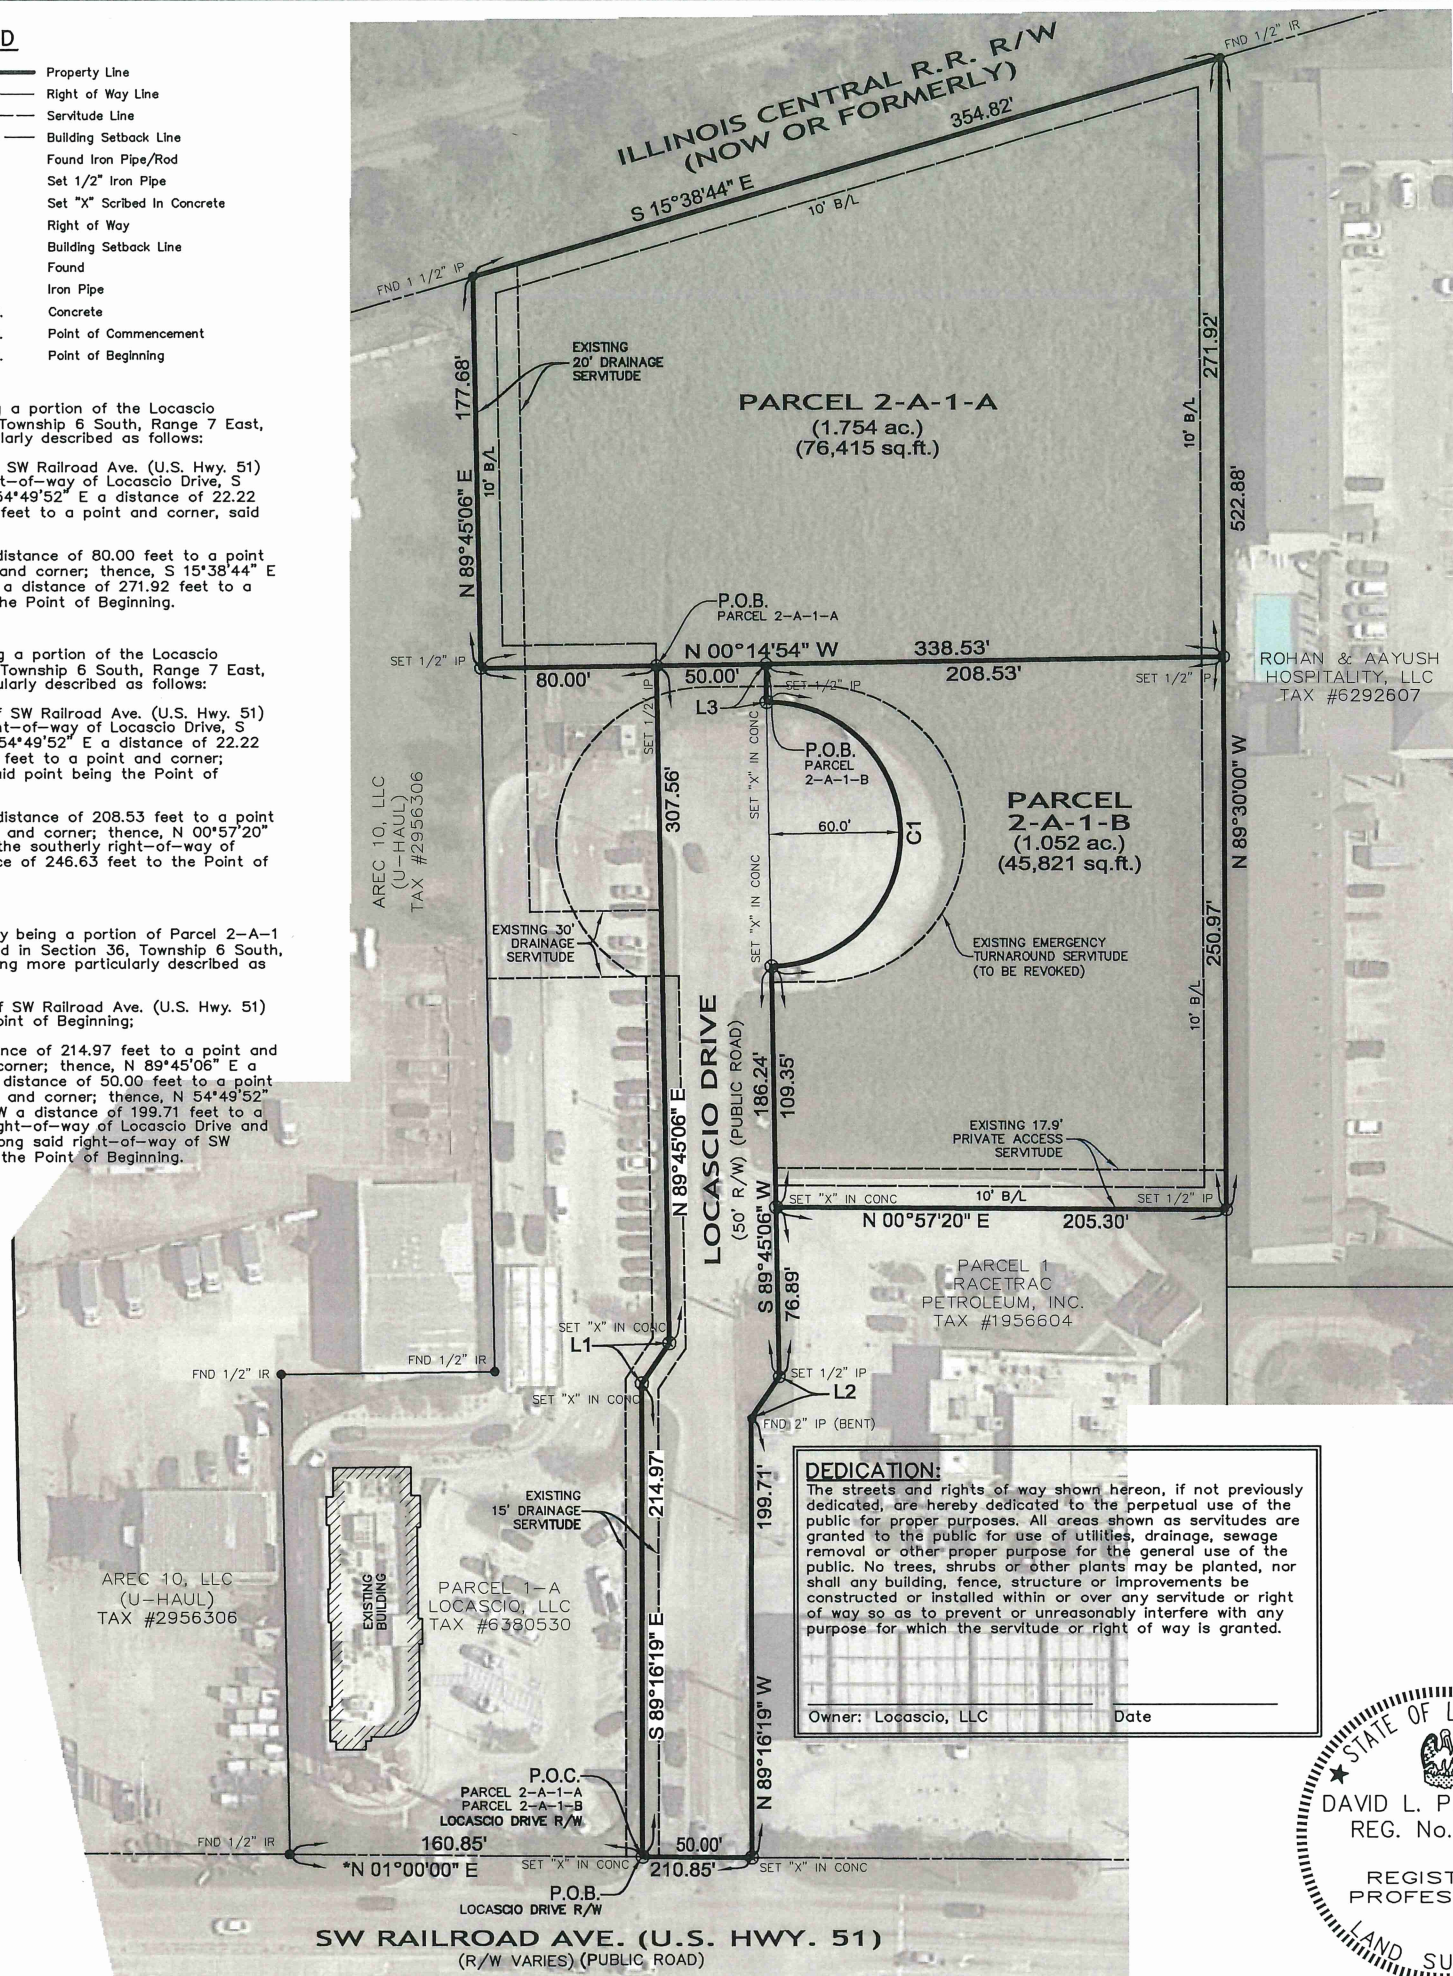 D
Property Line
Right of Way Line
Servitude Line
Building Setback Line
Found Iron Pipe/Rod
Set 1/2" Iron Pipe
Set "X" Scribed In Concrete
Right of Way
Building Setback Line
Found
Iron Pipe
. Concrete
. Point of Commencement
. Point of Beginning
a portion of the Locascio
Township 6 South, Range 7 East,
larly described as follows:
SW Railroad Ave. (U.S. Hwy. 51)
t-of-way of Locascio Drive, S
54°49'52" E a distance of 22.22
feet to a point and corner, said
distance of 80.00 feet to a point
and corner; thence, S 15°38'44" E
a distance of 271.92 feet to a
he Point of Beginning.
g a portion of the Locascio
Township 6 South, Range 7 East,
ularly described as follows:
f SW Railroad Ave. (U.S. Hwy. 51)
ht-of-way of Locascio Drive, S
54°49'52" E a distance of 22.22
feet to a point and corner;
aid point being the Point of
distance of 208.53 feet to a point
and corner; thence, N 00°57'20"
the southerly right-of-way of
ce of 246.63 feet to the Point of
y being a portion of Parcel 2-A-1
d in Section 36, Township 6 South,
ng more particularly described as
f SW Railroad Ave. (U.S. Hwy. 51)
oint of Beginning;
nce of 214.97 feet to a point and
corner; thence, N 89°45'06" E a
distance of 50.00 feet to a point
and corner; thence, N 54°49'52"
W a distance of 199.71 feet to a
ght-of-way of Locascio Drive and
ong said right-of-way of SW
the Point of Beginning.
ILLINOIS CENTRAL R.R. R/W
(NOW OR FORMERLY)
FND 1/2" IR
354.82'
S 15°38'44" E
10' B/L
FND 1 1/2" IP
EXISTING
20' DRAINAGE
SERVITUDE
177.68'
N 89°45'06" E
10' B/L
PARCEL 2-A-1-A
(1.754 ac.)
(76,415 sq.ft.)
271.92'
10' B/L
522.88'
P.O.B.
PARCEL 2-A-1-A
SET 1/2" IP
N 00°14'54" W
338.53'
80.00'
50.00'
208.53'
SET 1/2" IP
SET 1/2" IP
SET 1/2" IP
L3
ROHAN & AAYUSH
HOSPITALITY, LLC
TAX #6292607
P.O.B.
PARCEL
2-A-1-B
SET "X" IN CONC
307.56'
AREC 10, LLC
(U-HAUL)
TAX #2956306
60.0'
C1
PARCEL
2-A-1-B
(1.052 ac.)
(45,821 sq.ft.)
N 89°30'00" W
SET "X" IN CONC
EXISTING 30'
DRAINAGE
SERVITUDE
EXISTING EMERGENCY
TURNAROUND SERVITUDE
(TO BE REVOKED)
250.97'
10' B/L
LOCASCIO DRIVE
(50' R/W) (PUBLIC ROAD)
186.24'
109.35'
N 89°45'06" E
EXISTING 17.9'
PRIVATE ACCESS
SERVITUDE
SET "X" IN CONC
10' B/L
SET 1/2" IP
N 00°57'20" E
205.30'
S 89°45'06" W
76.89'
PARCEL 1
RACETRAC
PETROLEUM, INC.
TAX #1956604
SET "X" IN CONC
L1
FND 1/2" IR
FND 1/2" IR
SET "X" IN CONC
SET 1/2" IP
L2
FND 2" IP (BENT)
214.97'
199.71'
EXISTING
15' DRAINAGE
SERVITUDE
DEDICATION:
The streets and rights of way shown hereon, if not previously
dedicated, are hereby dedicated to the perpetual use of the
public for proper purposes. All areas shown as servitudes are
granted to the public for use of utilities, drainage, sewage
removal or other proper purpose for the general use of the
public. No trees, shrubs or other plants may be planted, nor
shall any building, fence, structure or improvements be
constructed or installed within or over any servitude or right
of way so as to prevent or unreasonably interfere with any
purpose for which the servitude or right of way is granted.
Owner: Locascio, LLC
Date
AREC 10, LLC
(U-HAUL)
TAX #2956306
EXISTING
BUILDING
PARCEL 1-A
LOCASCIO, LLC
TAX #6380530
S 89°16'19" E
N 89°16'19" W
P.O.C.
PARCEL 2-A-1-A
PARCEL 2-A-1-B
LOCASCIO DRIVE R/W
FND 1/2" IR
160.85'
*N 01°00'00" E
SET "X" IN CONC
50.00'
210.85'
SET "X" IN CONC
P.O.B.
LOCASCIO DRIVE R/W
SW RAILROAD AVE. (U.S. HWY. 51)
(R/W VARIES) (PUBLIC ROAD)
STATE OF L
DAVID L. P
REG. No.
REGIST
PROFES
LAND SU